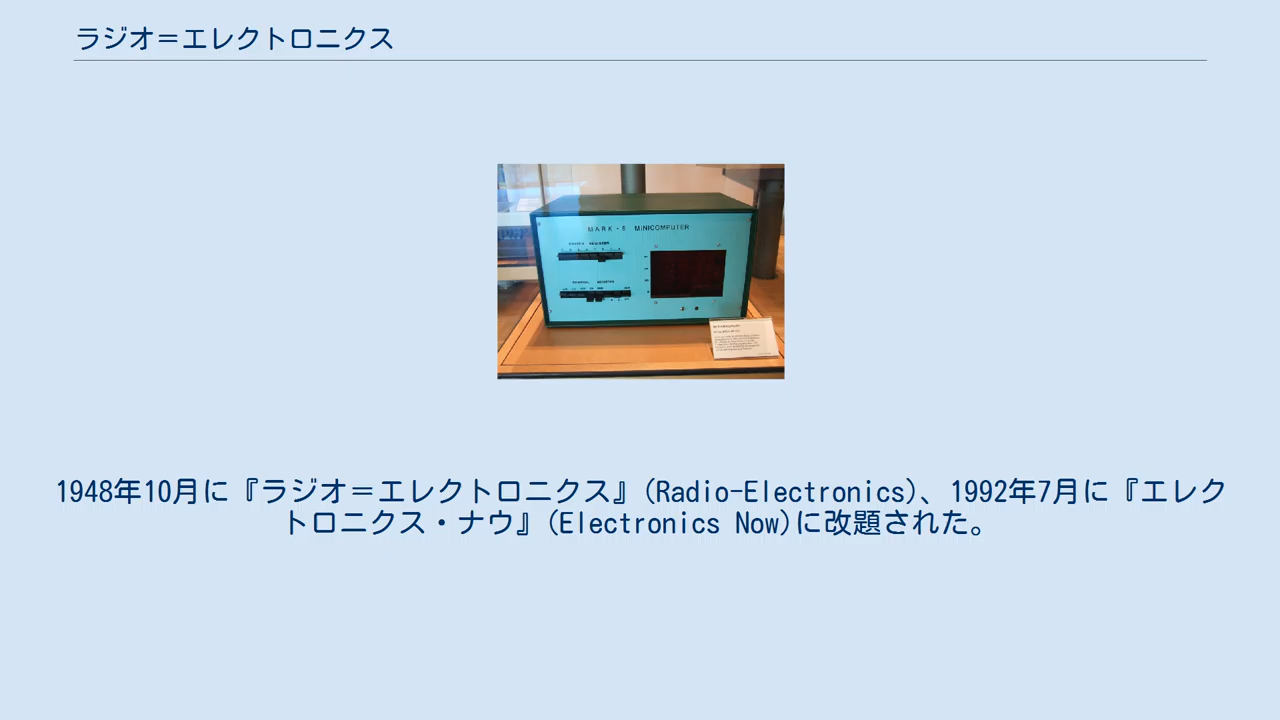 ラジオ＝エレクトロニクス
MARK-8 MINICOMPUTER
1948年10月に『ラジオ＝エレクトロニクス』(Radio-Electronics)、1992年7月に『エレク
トロニクス・ナウ』(Electronics Now)に改題された。